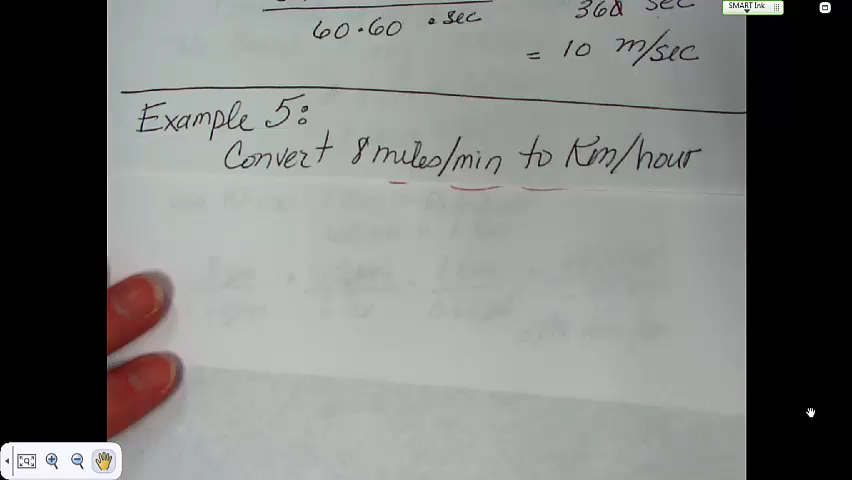 60·60 · sec
360 sec
= 10 m/sec
Example 5:
Convert 8 miles/min to Km/hour
SMART Ink